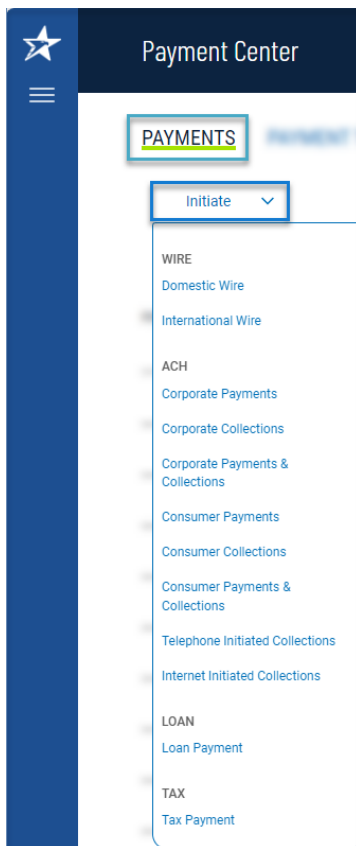 Payment Center
PAYMENTS
Initiate
WIRE
Domestic Wire
International Wire
ACH
Corporate Payments
Corporate Collections
Corporate Payments &
Collections
Consumer Payments
Consumer Collections
Consumer Payments &
Collections
Telephone Initiated Collections
Internet Initiated Collections
LOAN
Loan Payment
TAX
Tax Payment